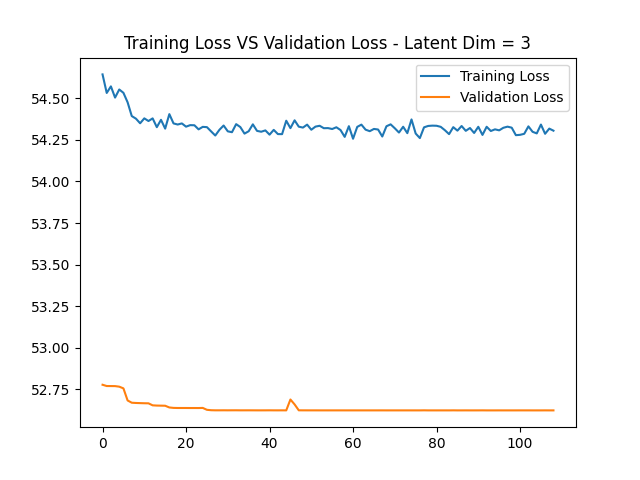 Training Loss VS Validation Loss - Latent Dim = 3
Training Loss
Validation Loss
54.50
54.25
54.00
53.75
53.50
53.25
53.00
52.75
0 20 40 60 80 100